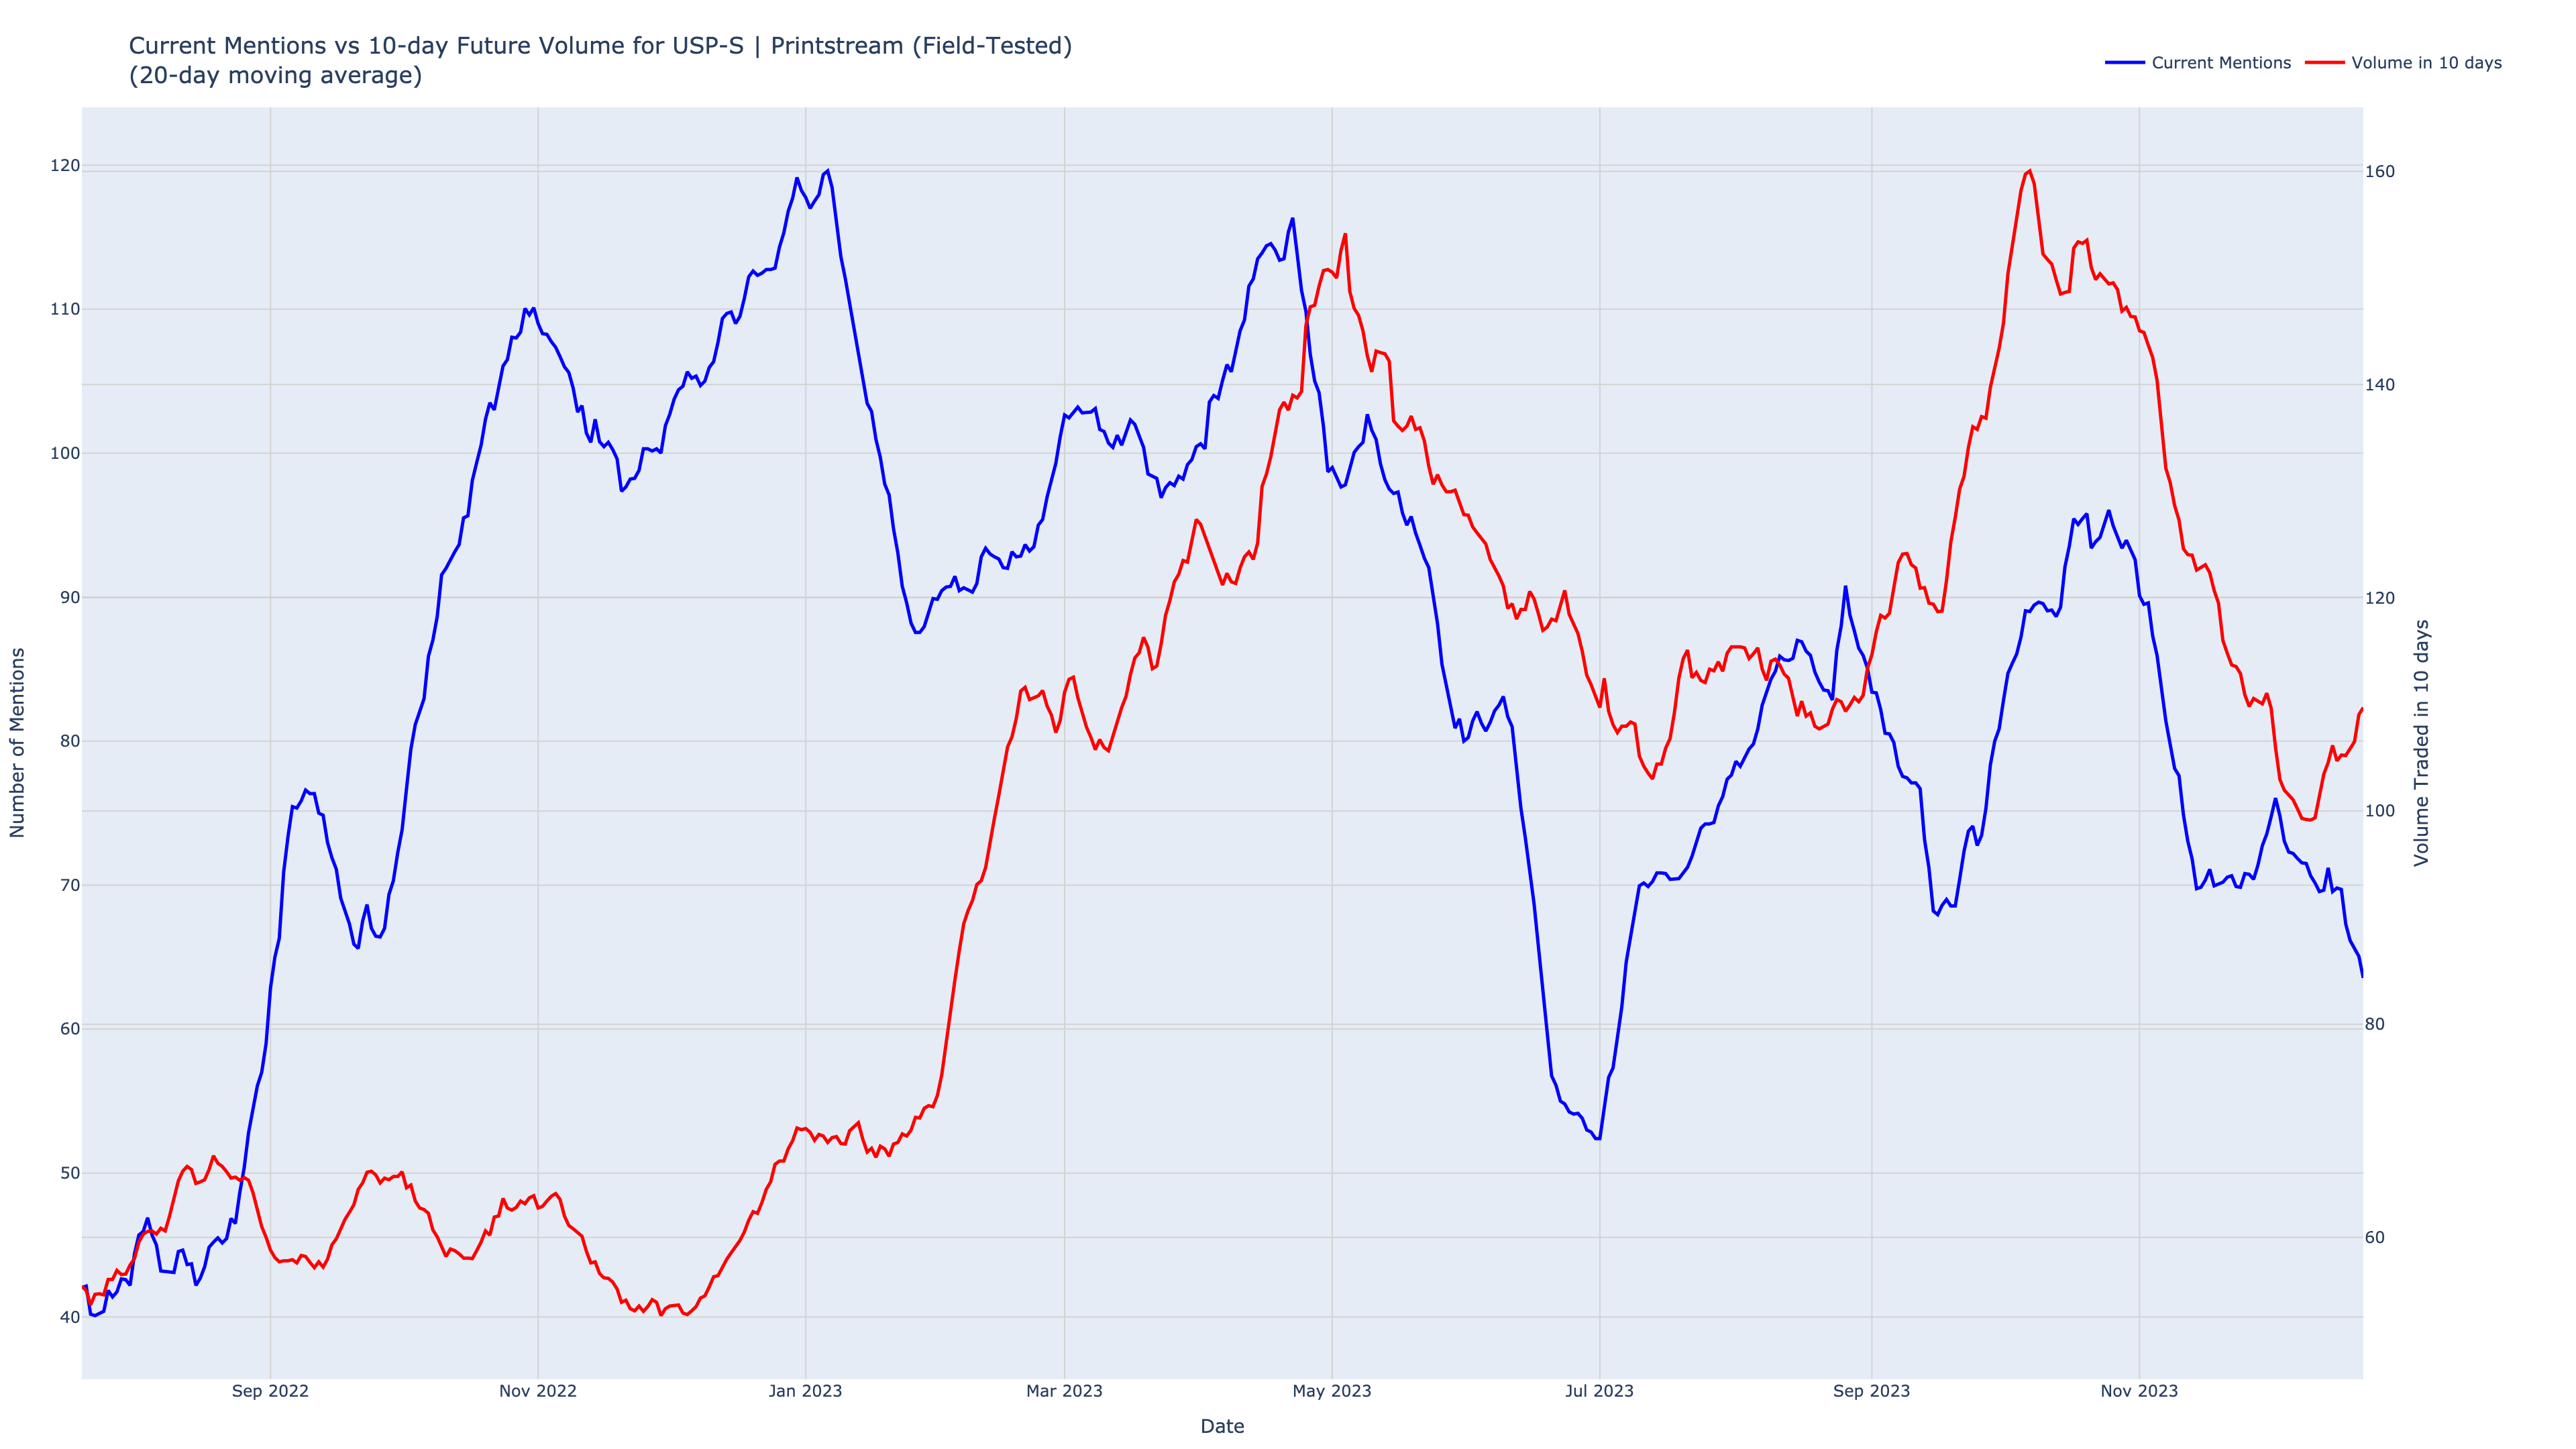 Current Mentions vs 10-day Future Volume for USP-S | Printstream (Field-Tested)
(20-day moving average)
Current Mentions
Volume in 10 days
120
110
100
90
80
70
60
50
40
Number of Mentions
160
140
120
100
80
60
Volume Traded in 10 days
Sep 2022
Nov 2022
Jan 2023
Mar 2023
May 2023
Jul 2023
Sep 2023
Nov 2023
Date